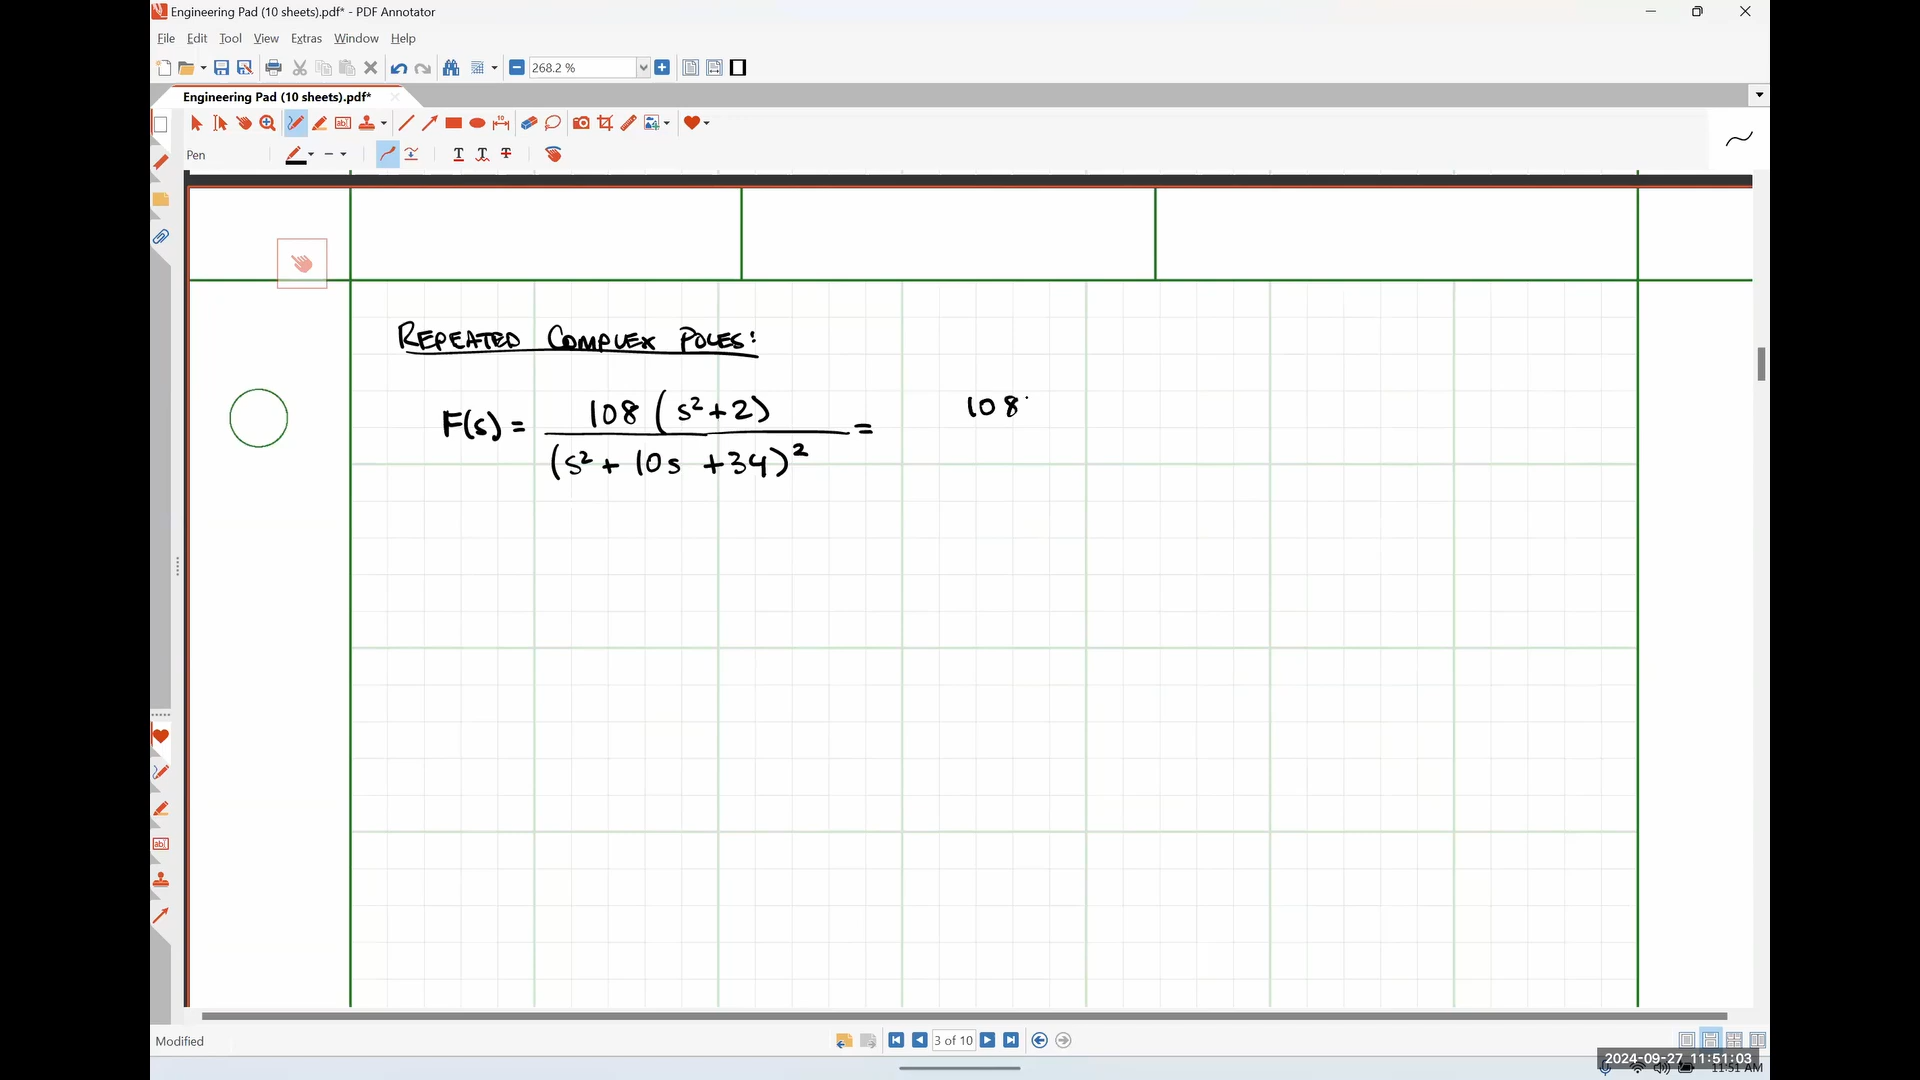 Engineering Pad (10 sheets).pdf* - PDF Annotator
File Edit Tool View Extras Window Help
268.2 %
Engineering Pad (10 sheets).pdf*
Pen
REPEATED COMPLEX POLES:
F(s) = 108 (s²+2) / (s² + 10s +34)² = 108
Modified
3 of 10
2024-09-27 11:51:03
11:51 AM